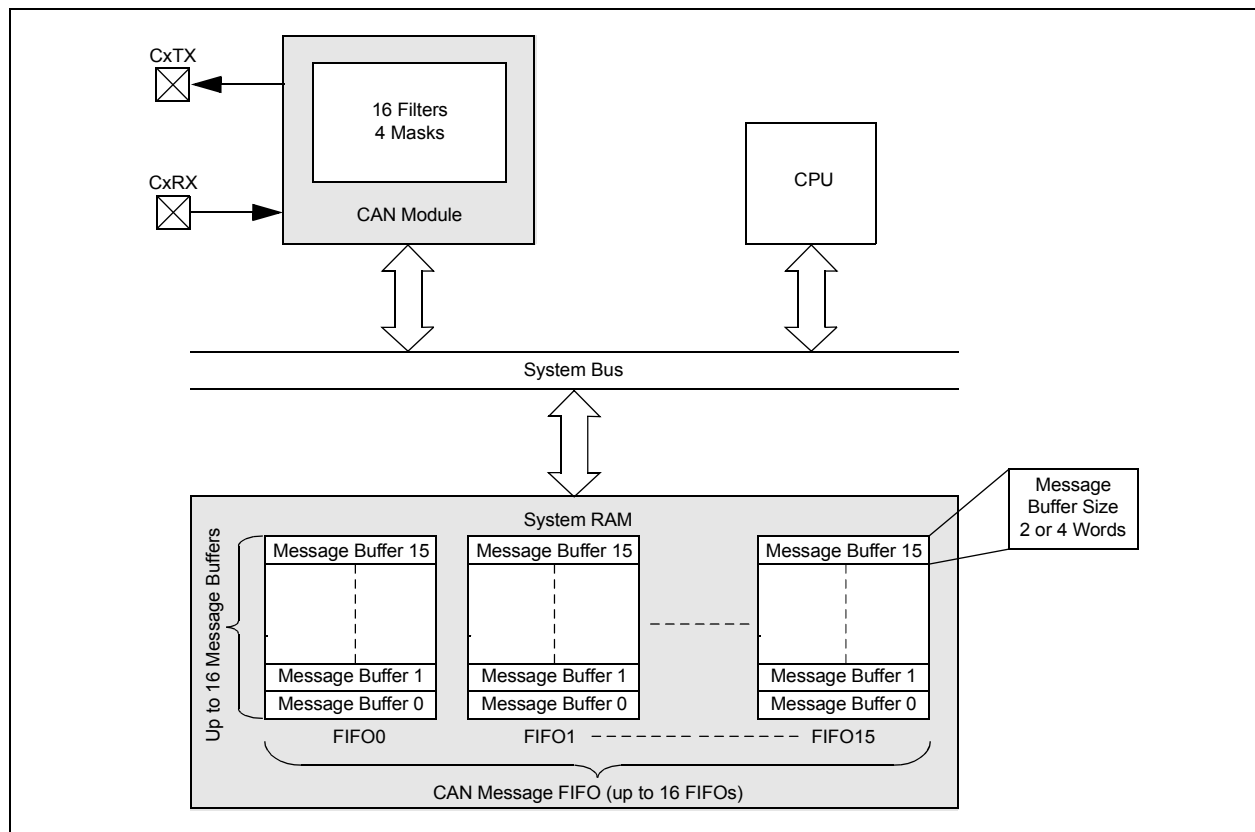 CxTX
16 Filters
4 Masks
CxRX
CAN Module
CPU
System Bus
Message
Buffer Size
2 or 4 Words
System RAM
Up to 16 Message Buffers
Message Buffer 15
Message Buffer 15
Message Buffer 15
Message Buffer 1
Message Buffer 1
Message Buffer 1
Message Buffer 0
Message Buffer 0
Message Buffer 0
FIFO0
FIFO1
FIFO15
CAN Message FIFO (up to 16 FIFOs)